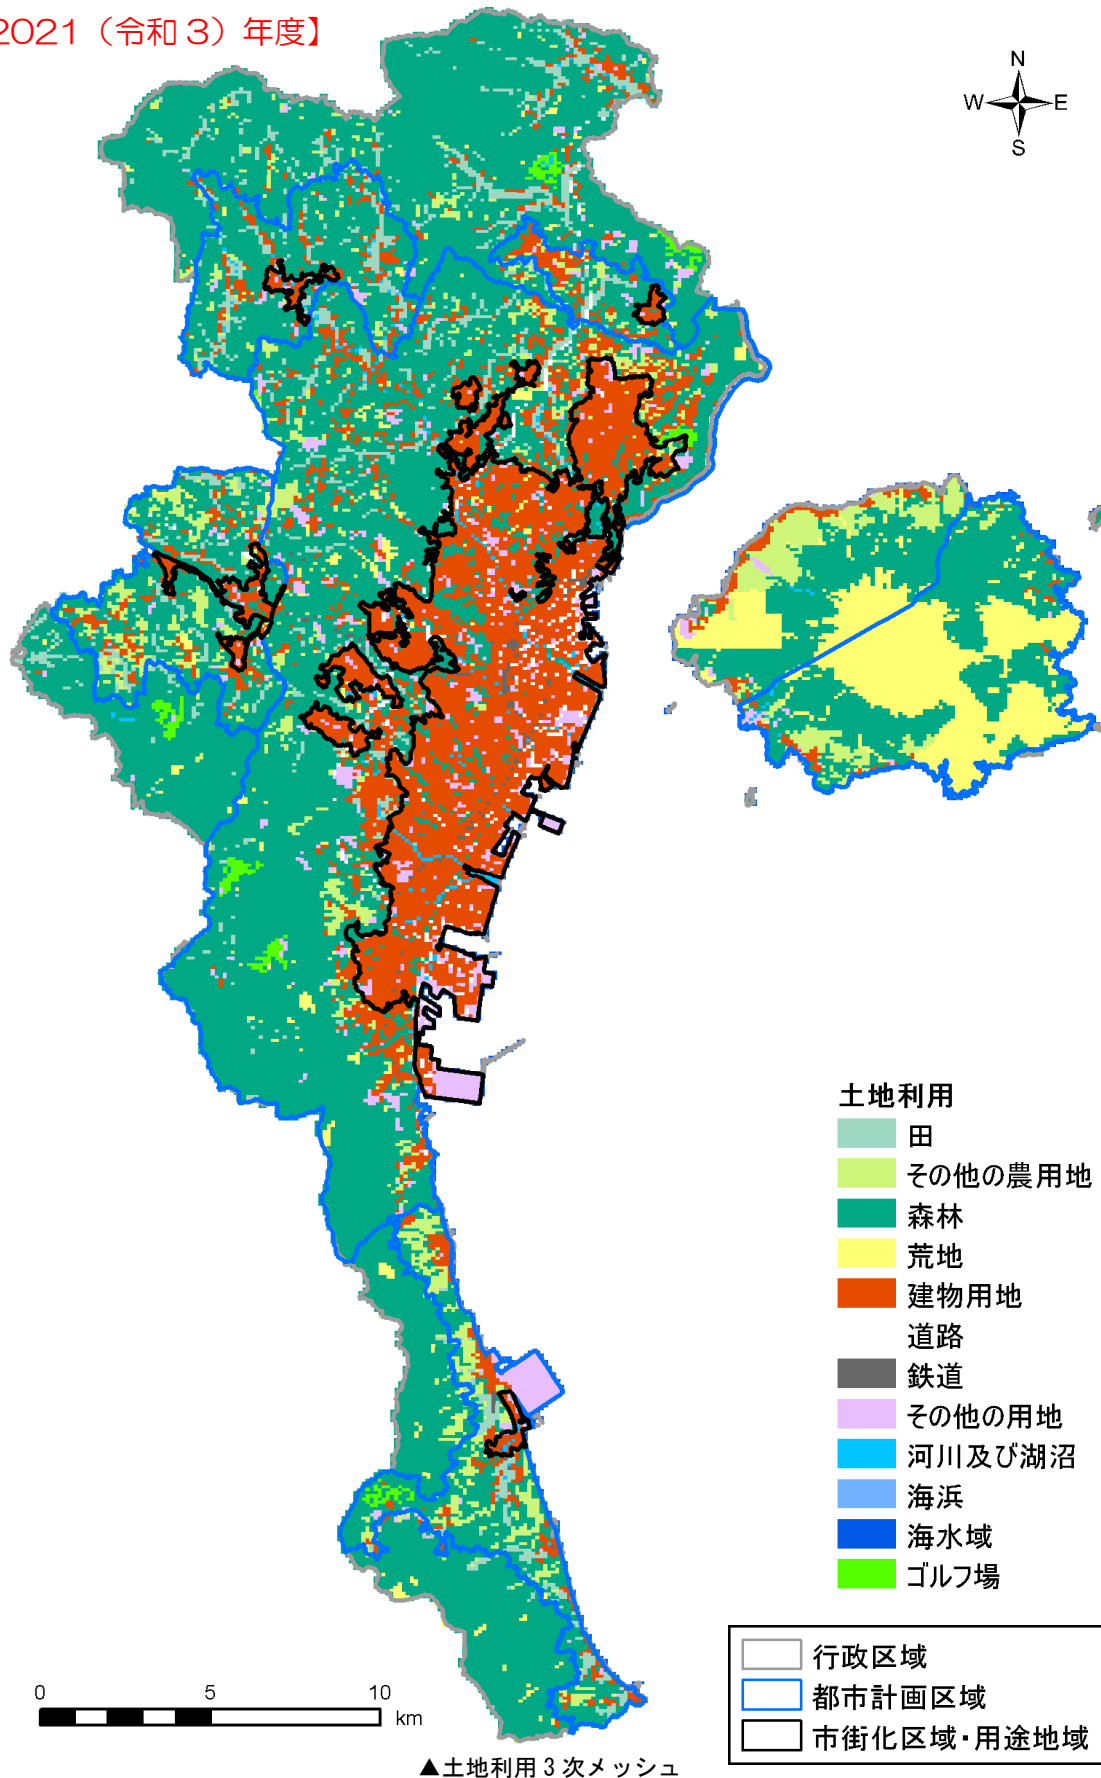 2021（令和３）年度】
N
W E
S
土地利用
田
その他の農用地
森林
荒地
建物用地
道路
鉄道
その他の用地
河川及び湖沼
海浜
海水域
ゴルフ場
行政区域
都市計画区域
市街化区域・用途地域
0 5 10
km
▲土地利用３次メッシュ